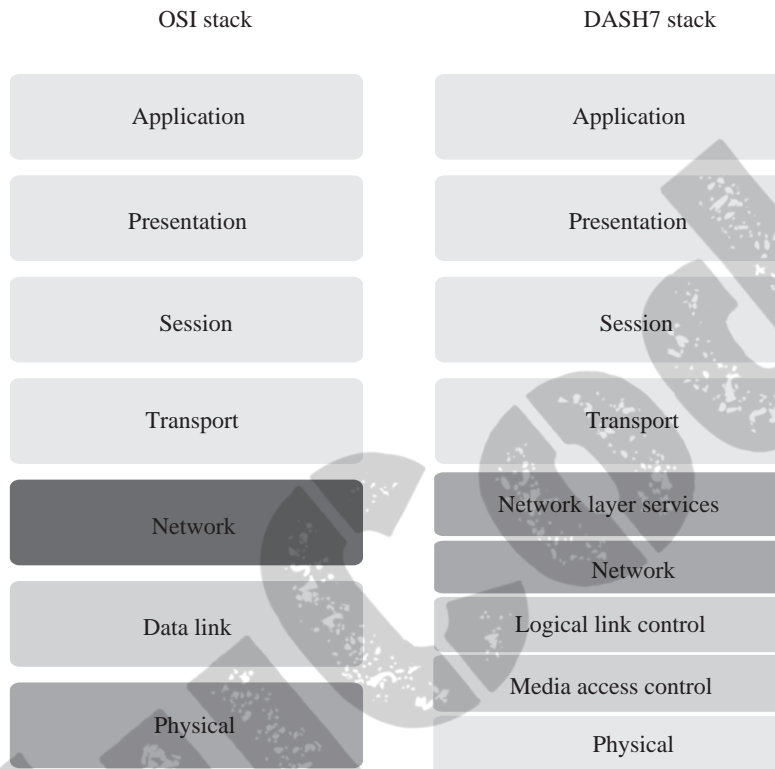 OSI stack
DASH7 stack
Application
Presentation
Session
Transport
Network
Data link
Physical
Application
Presentation
Session
Transport
Network layer services
Network
Logical link control
Media access control
Physical